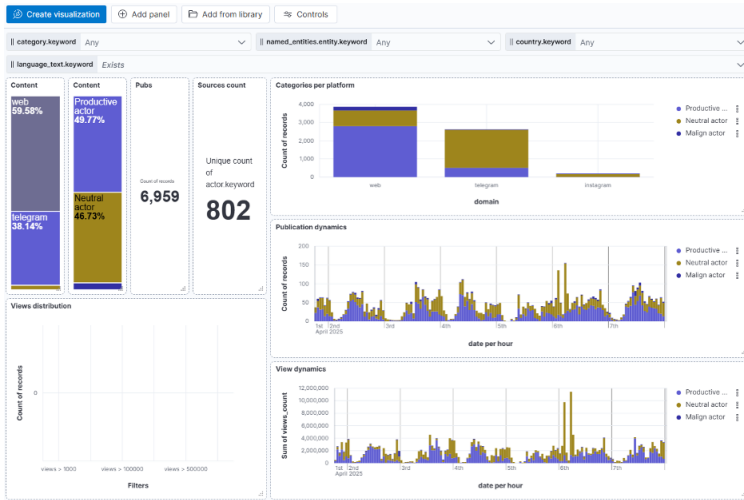 Create visualization
Add panel
Add from library
Controls
category.keyword Any
named_entities.entity.keyword Any
country.keyword Any
language_text.keyword Exists
Content
web
59.58%
telegram
38.14%
Content
Productive
actor
49.77%
Neutral
actor
46.73%
Pubs
Count of records
6,959
Sources count
Unique count
of
actor.keyword
802
Categories per platform
Count of records
4,000
3,000
2,000
1,000
0
web
telegram
instagram
domain
Productive ...
Neutral actor
Malign actor
Publication dynamics
Count of records
200
150
100
50
0
1st
2nd
3rd
4th
5th
6th
7th
April 2025
date per hour
Productive ...
Neutral actor
Malign actor
Views distribution
Count of records
0
views > 1000
views > 100000
views > 500000
Filters
View dynamics
Sum of views_count
12,000,000
10,000,000
8,000,000
6,000,000
4,000,000
2,000,000
0
1st
2nd
3rd
4th
5th
6th
7th
April 2025
date per hour
Productive ...
Neutral actor
Malign actor